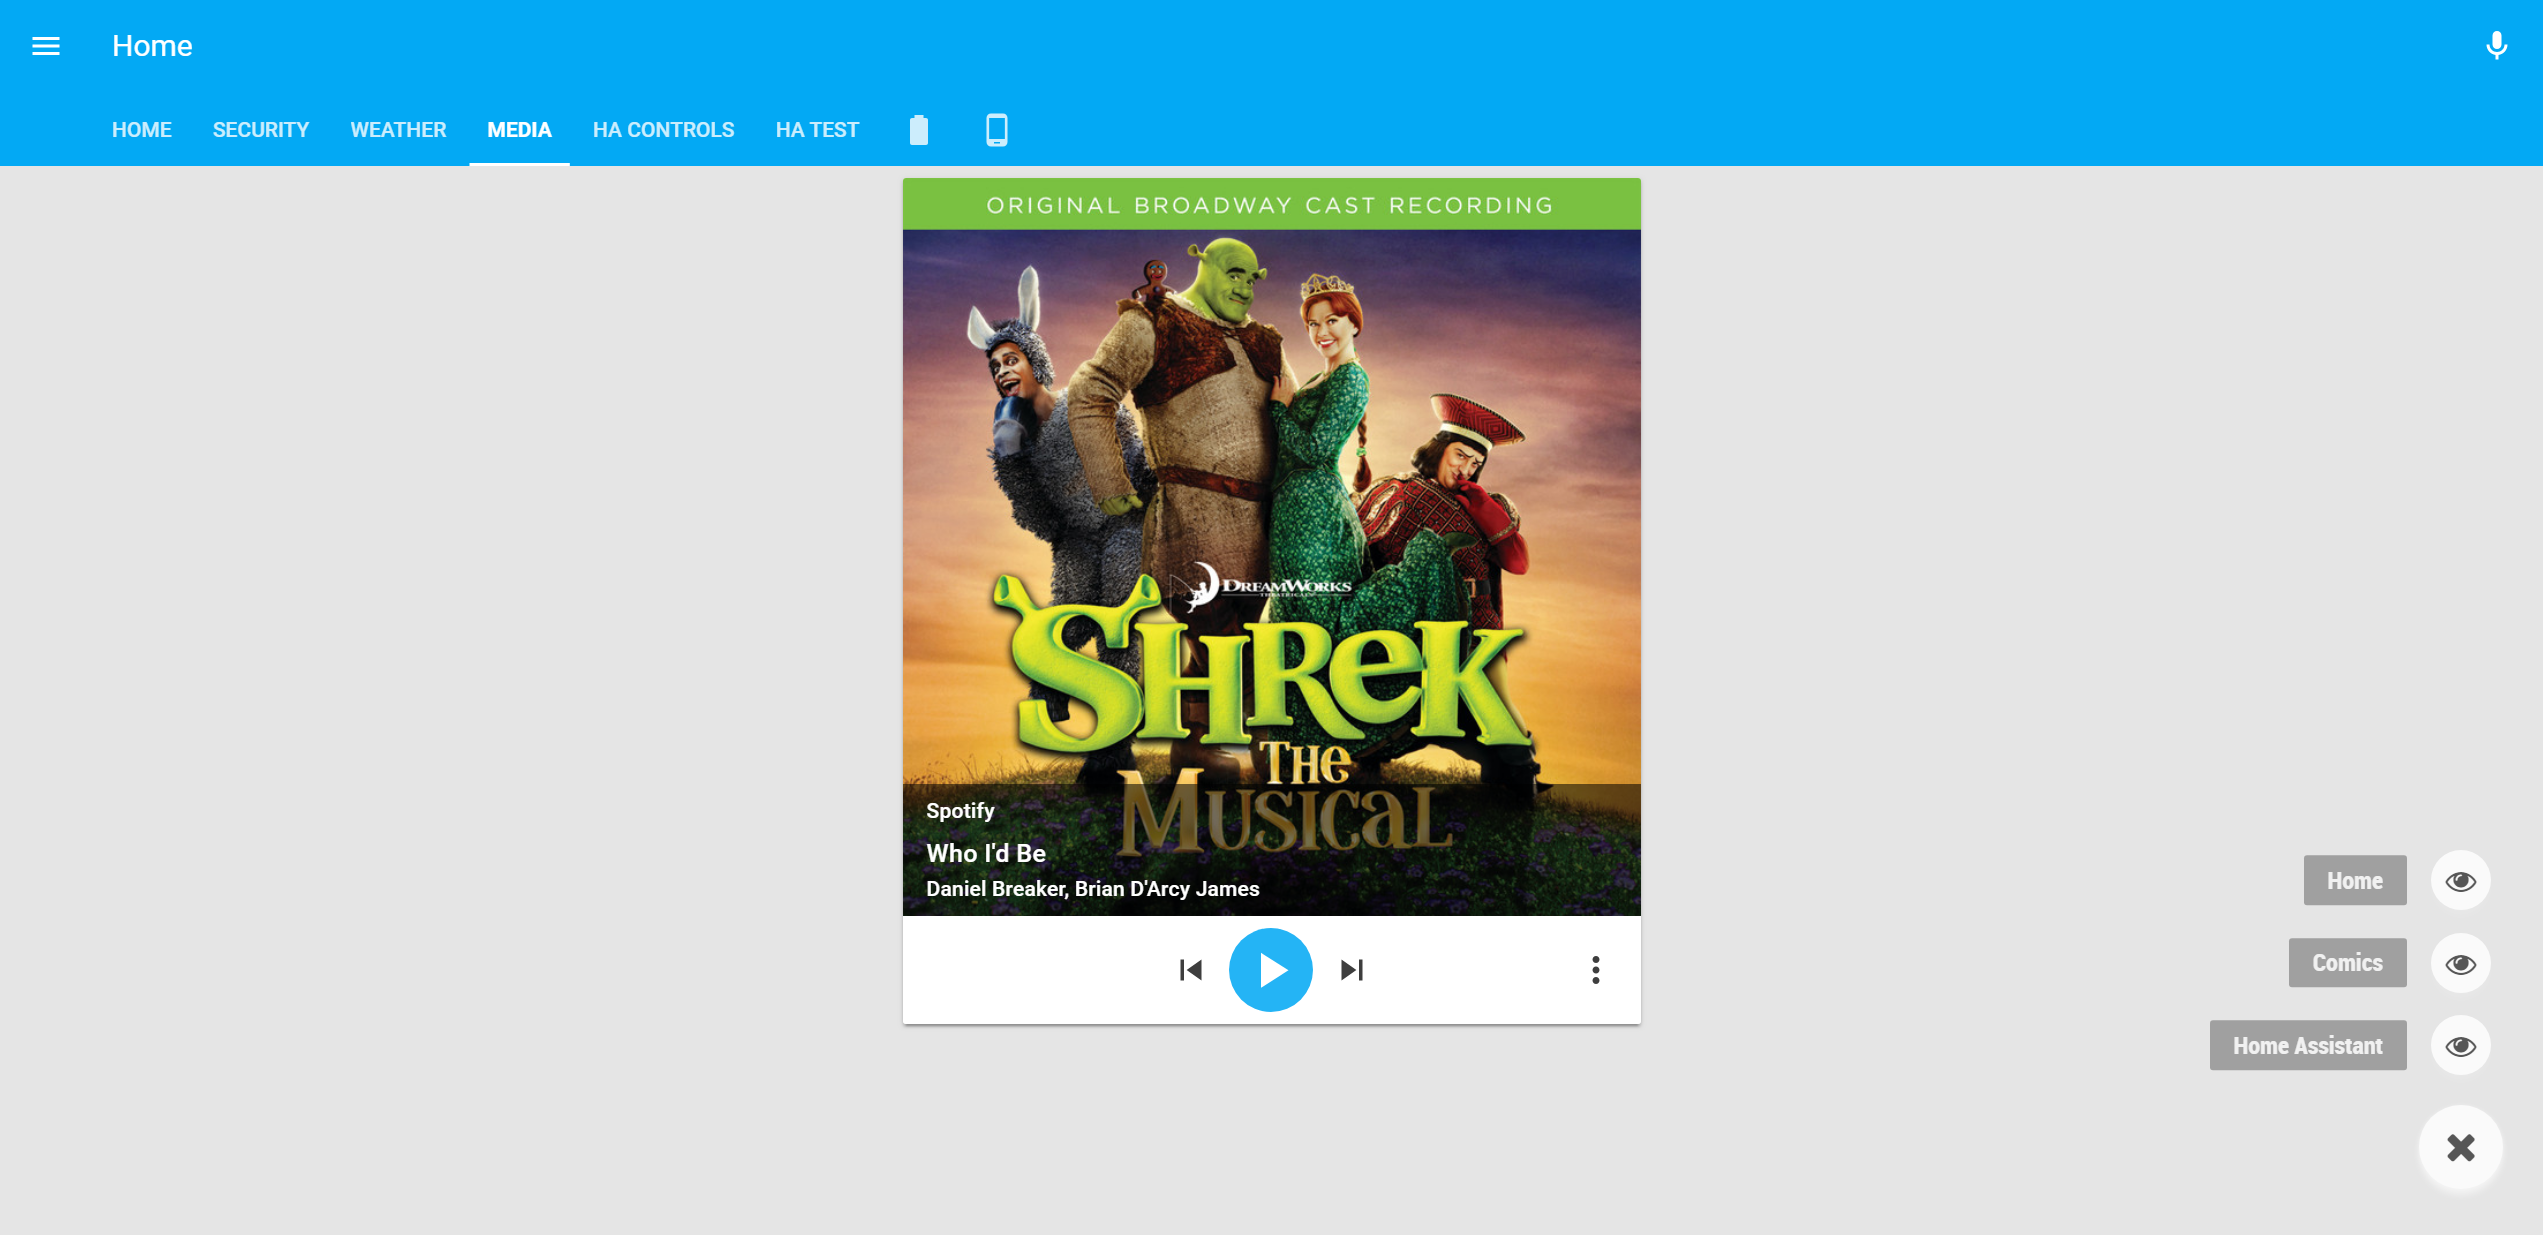 Home
HOME SECURITY WEATHER MEDIA HA CONTROLS HA TEST
ORIGINAL BROADWAY CAST RECORDING
DREAMWORKS
THEATRICALS
SHREK
THE
MUSICAL
Spotify
Who I'd Be
Daniel Breaker, Brian D'Arcy James
Home
Comics
Home Assistant